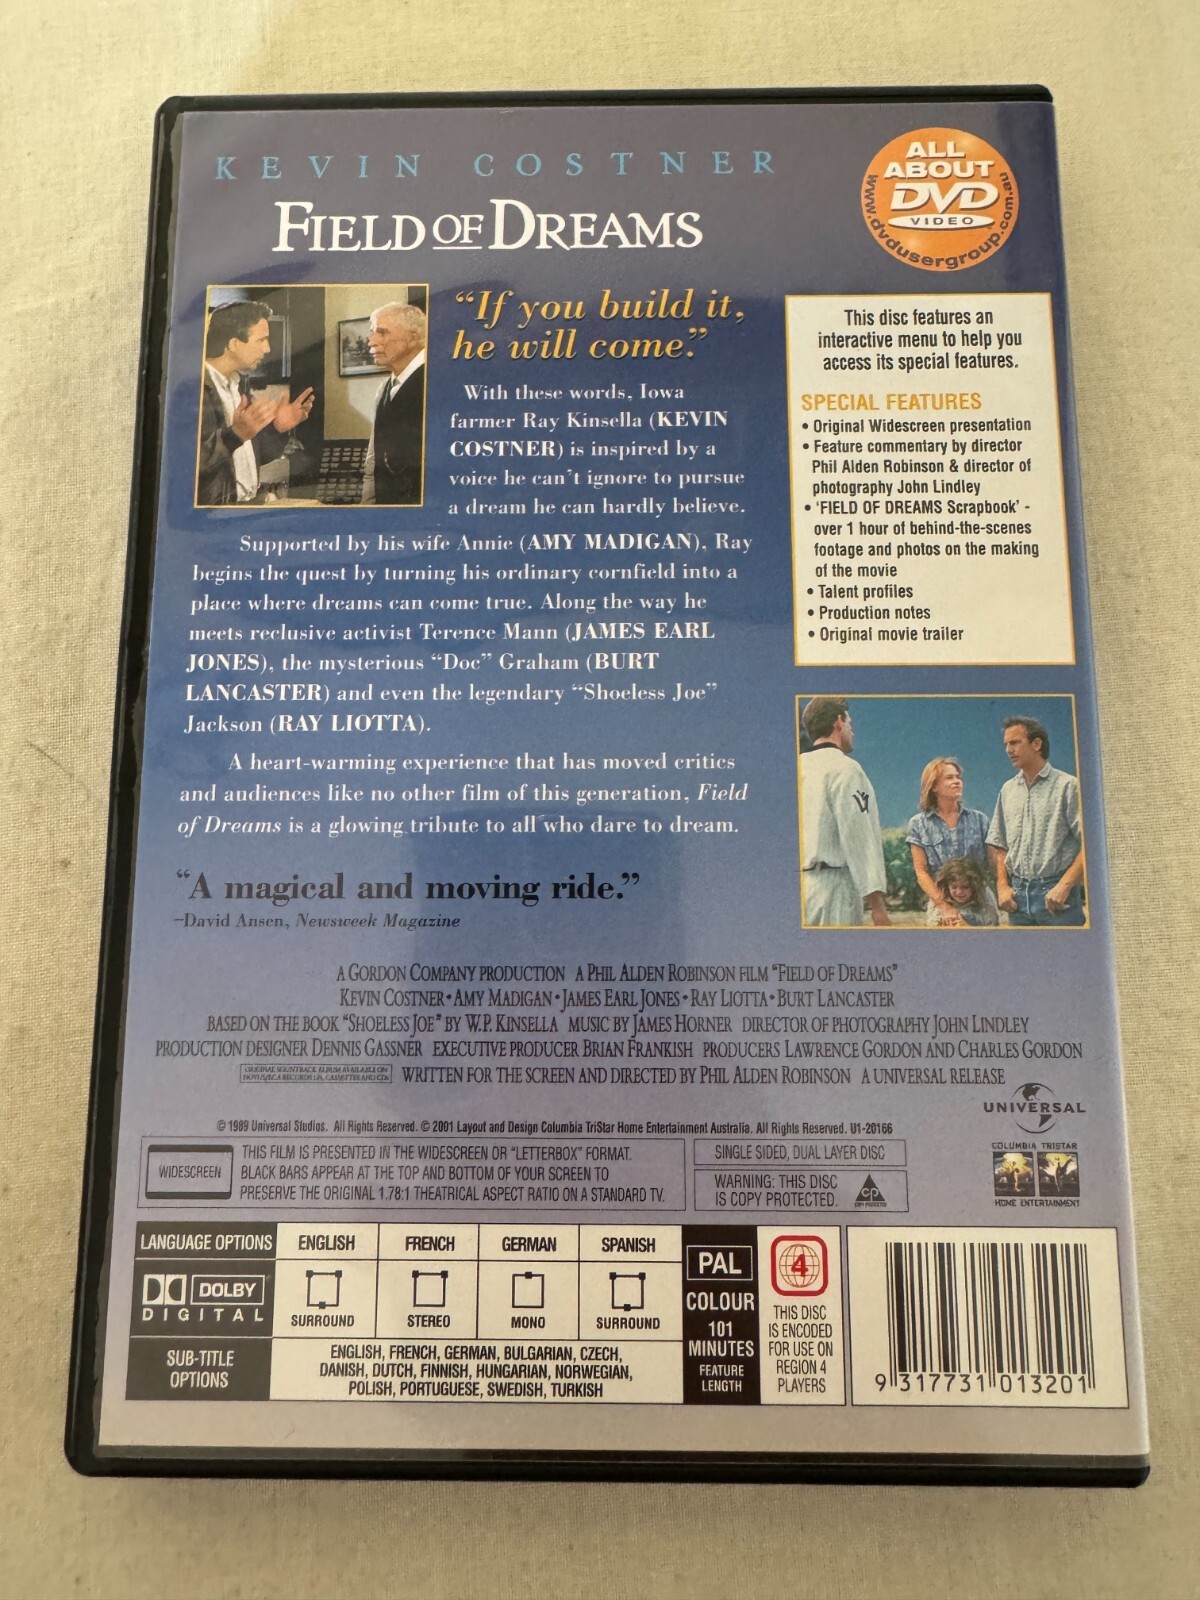 KEVIN COSTNER
FIELD OF DREAMS
ALL
ABOUT
DVD
VIDEO
www.dvdusergroup.com.au
"If you build it,
he will come."
With these words, Iowa
farmer Ray Kinsella (KEVIN
COSTNER) is inspired by a
voice he can't ignore to pursue
a dream he can hardly believe.
Supported by his wife Annie (AMY MADIGAN), Ray
begins the quest by turning his ordinary cornfield into a
place where dreams can come true. Along the way he
meets reclusive activist Terence Mann (JAMES EARL
JONES), the mysterious "Doc" Graham (BURT
LANCASTER) and even the legendary "Shoeless Joe"
Jackson (RAY LIOTTA).
A heart-warming experience that has moved critics
and audiences like no other film of this generation, Field
of Dreams is a glowing tribute to all who dare to dream.
"A magical and moving ride."
–David Ansen, Newsweek Magazine
This disc features an
interactive menu to help you
access its special features.
SPECIAL FEATURES
• Original Widescreen presentation
• Feature commentary by director
Phil Alden Robinson & director of
photography John Lindley
• 'FIELD OF DREAMS Scrapbook' -
over 1 hour of behind-the-scenes
footage and photos on the making
of the movie
• Talent profiles
• Production notes
• Original movie trailer
A GORDON COMPANY PRODUCTION A PHIL ALDEN ROBINSON FILM "FIELD OF DREAMS"
KEVIN COSTNER • AMY MADIGAN • JAMES EARL JONES • RAY LIOTTA • BURT LANCASTER
BASED ON THE BOOK "SHOELESS JOE" BY W.P. KINSELLA MUSIC BY JAMES HORNER DIRECTOR OF PHOTOGRAPHY JOHN LINDLEY
PRODUCTION DESIGNER DENNIS GASSNER EXECUTIVE PRODUCER BRIAN FRANKISH PRODUCERS LAWRENCE GORDON AND CHARLES GORDON
ORIGINAL SOUNDTRACK ALBUM AVAILABLE ON
WRITTEN FOR THE SCREEN AND DIRECTED BY PHIL ALDEN ROBINSON A UNIVERSAL RELEASE
UNIVERSAL
© 1989 Universal Studios. All Rights Reserved. © 2001 Layout and Design Columbia TriStar Home Entertainment Australia. All Rights Reserved. U1-20166
COLUMBIA TRISTAR
HOME ENTERTAINMENT
WIDESCREEN
THIS FILM IS PRESENTED IN THE WIDESCREEN OR "LETTERBOX" FORMAT.
BLACK BARS APPEAR AT THE TOP AND BOTTOM OF YOUR SCREEN TO
PRESERVE THE ORIGINAL 1.78:1 THEATRICAL ASPECT RATIO ON A STANDARD TV.
SINGLE SIDED, DUAL LAYER DISC
WARNING: THIS DISC
IS COPY PROTECTED.
CP
COPY PROTECTED
LANGUAGE OPTIONS
ENGLISH
FRENCH
GERMAN
SPANISH
DOLBY
DIGITAL
SURROUND
STEREO
MONO
SURROUND
SUB-TITLE
OPTIONS
ENGLISH, FRENCH, GERMAN, BULGARIAN, CZECH,
DANISH, DUTCH, FINNISH, HUNGARIAN, NORWEGIAN,
POLISH, PORTUGUESE, SWEDISH, TURKISH
PAL
COLOUR
101
MINUTES
FEATURE
LENGTH
4
THIS DISC
IS ENCODED
FOR USE ON
REGION 4
PLAYERS
9 317731 013201